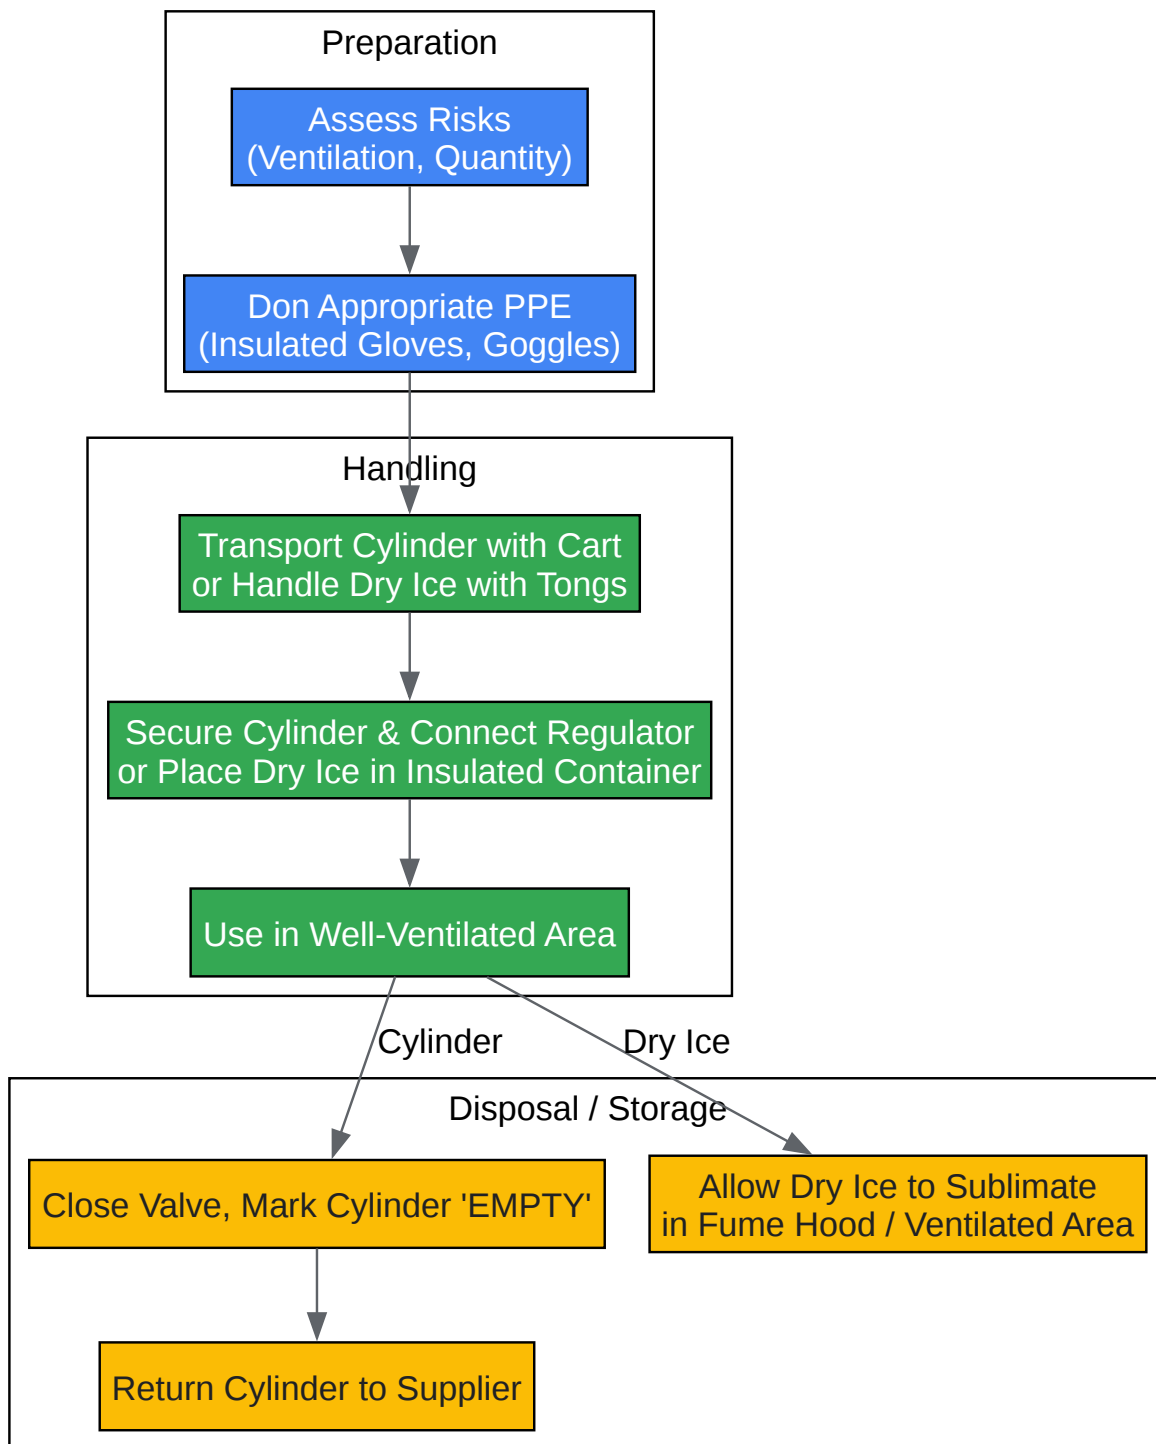 Preparation
Assess Risks
(Ventilation, Quantity)
Don Appropriate PPE
(Insulated Gloves, Goggles)
Handling
Transport Cylinder with Cart
or Handle Dry Ice with Tongs
Secure Cylinder & Connect Regulator
or Place Dry Ice in Insulated Container
Use in Well-Ventilated Area
Cylinder
Dry Ice
Disposal / Storage
Close Valve, Mark Cylinder 'EMPTY'
Allow Dry Ice to Sublimate
in Fume Hood / Ventilated Area
Return Cylinder to Supplier